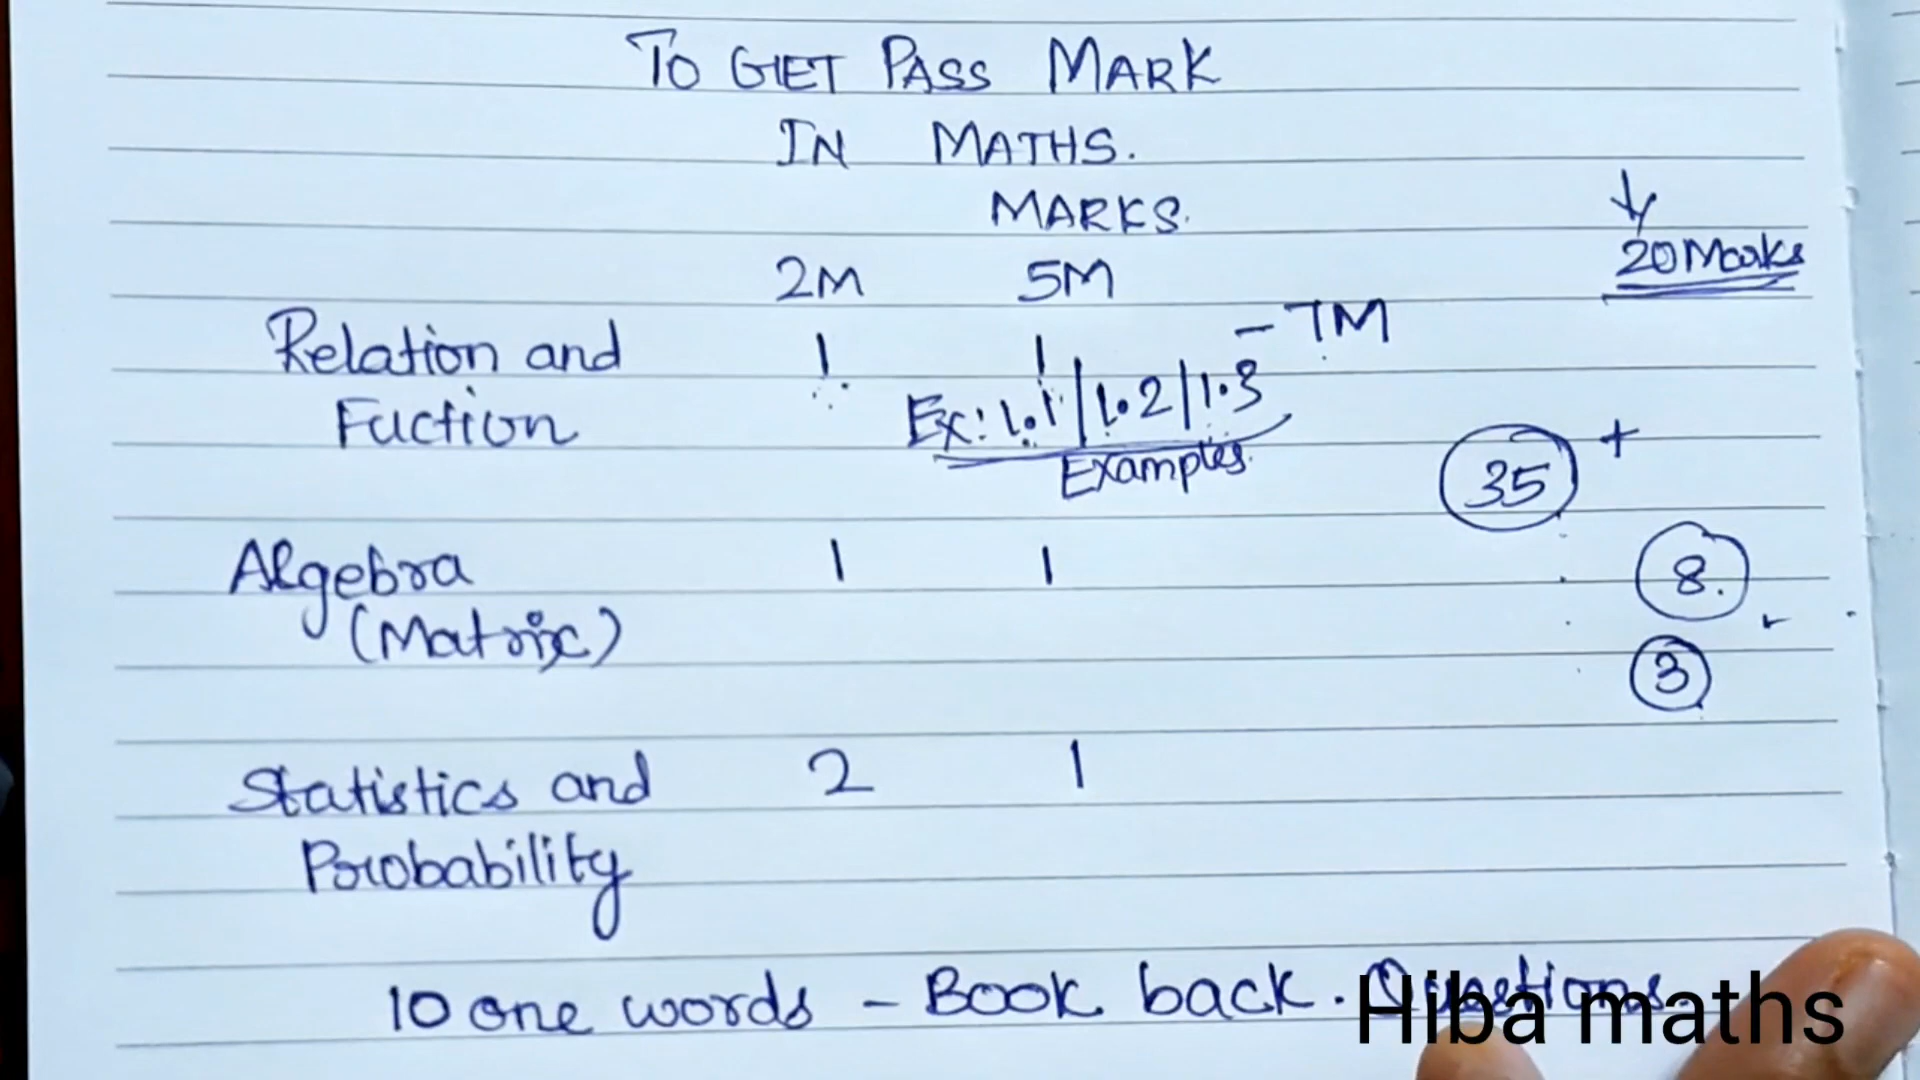 TO GET PASS MARK
IN MATHS.
MARKS.
20 Marks
2M 5M
Relation and 1 1 - 7M
Fuction Ex: 1.1 | 1.2 | 1.3
Examples.
35 +
Algebra 1 1 8.
(Matrix)
3
Statistics and 2 1
Probability
10 one words - Book back. Questions.
Hiba maths